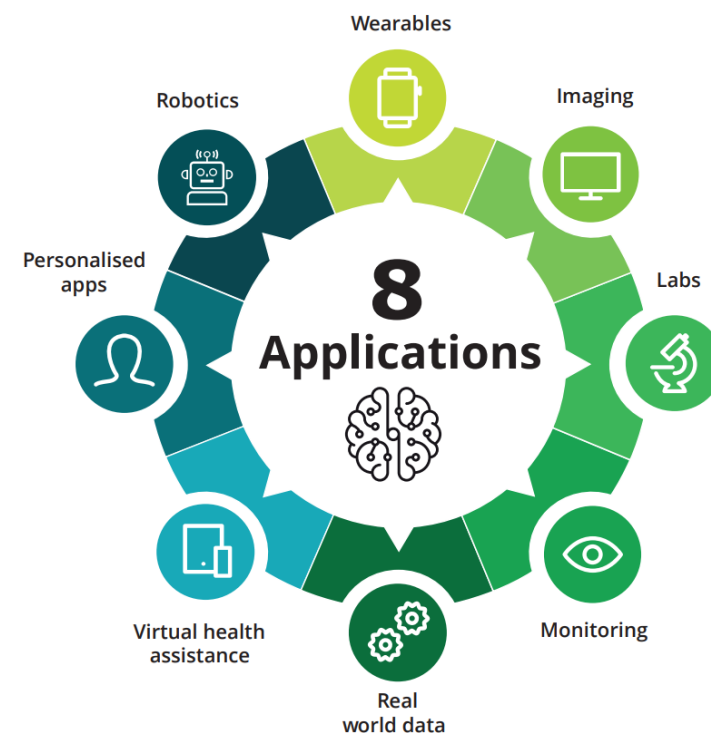 Wearables
Robotics
Imaging
Personalised
apps
8
Applications
Labs
Virtual health
assistance
Monitoring
Real
world data